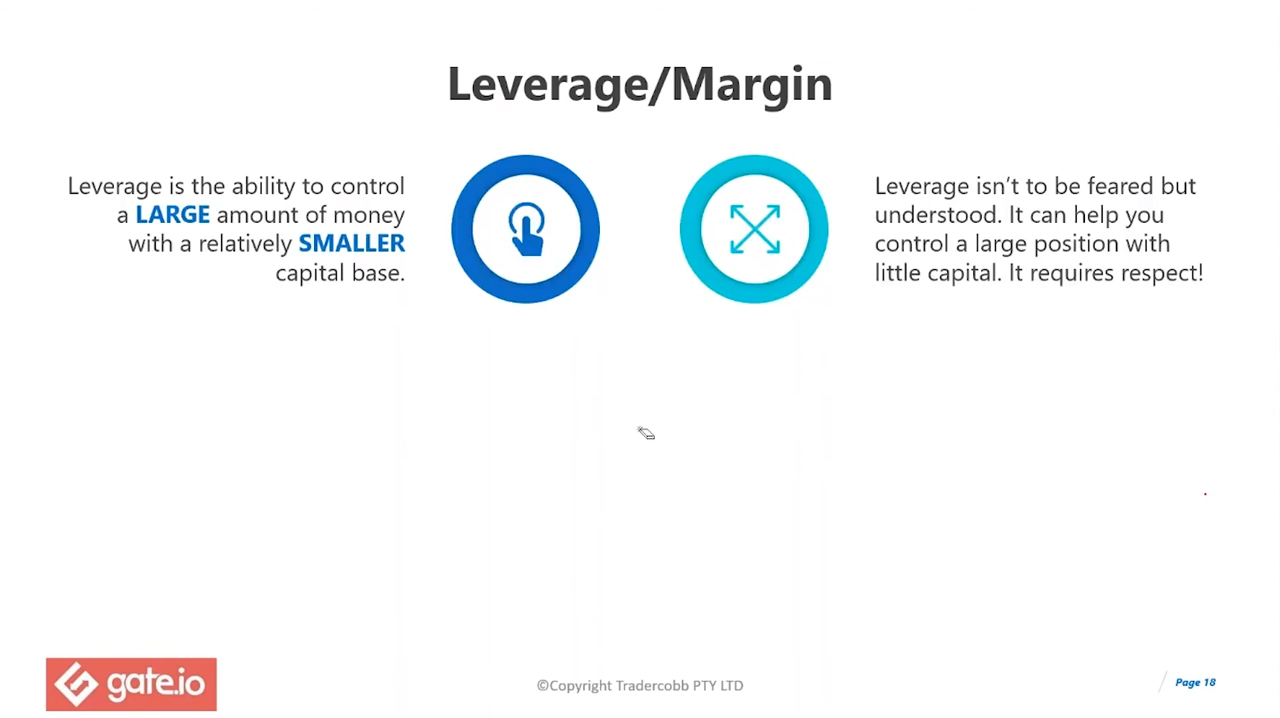 Leverage/Margin
Leverage is the ability to control
a LARGE amount of money
with a relatively SMALLER
capital base.
Leverage isn't to be feared but
understood. It can help you
control a large position with
little capital. It requires respect!
gate.io
©Copyright Tradercobb PTY LTD
Page 18